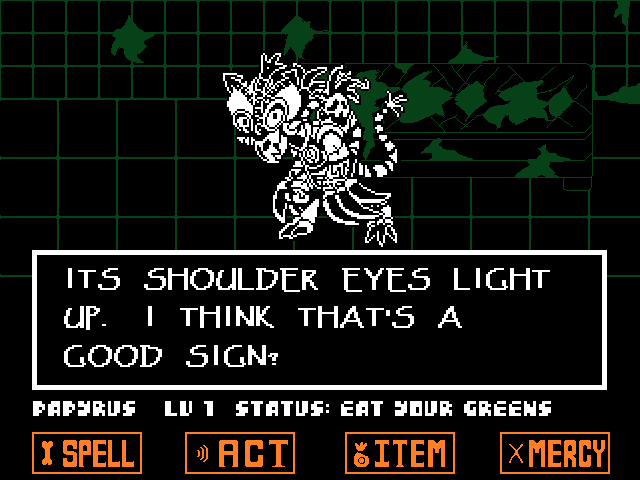 ITS SHOULDER EYES LIGHT
UP. I THINK THAT'S A
GOOD SIGN?
PAPYRUS LV 1 STATUS: EAT YOUR GREENS
SPELL ACT ITEM MERCY